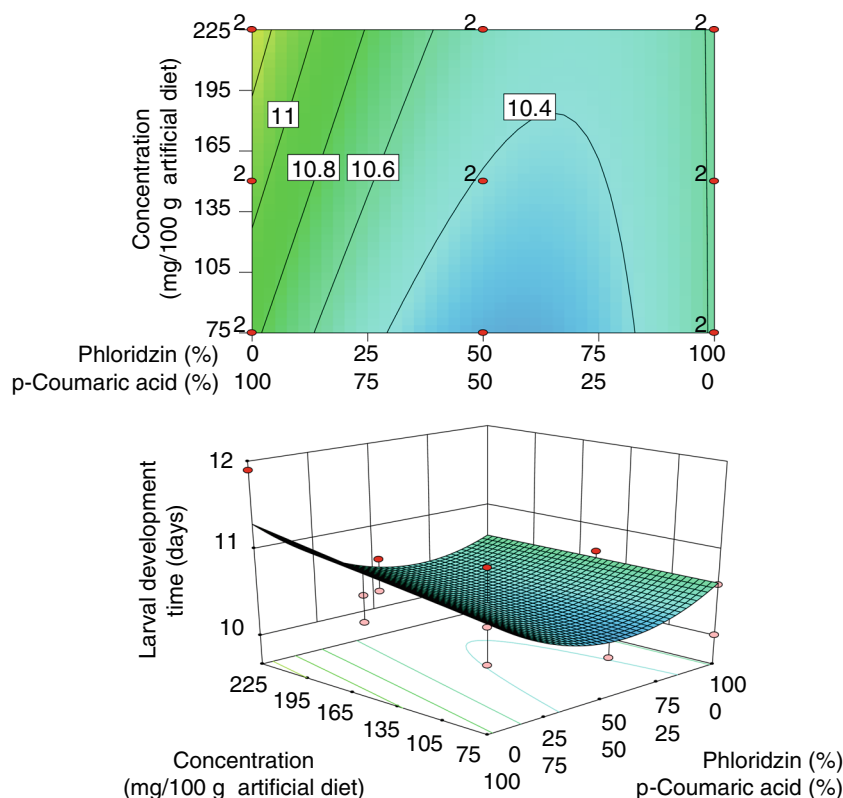 225
195
165
135
105
75
Concentration
(mg/100 g artificial diet)
2 2 2
2 2 2
2 2 2
11
10.8
10.6
10.4
0 25 50 75 100
Phloridzin (%)
100 75 50 25 0
p-Coumaric acid (%)
12
11
10
Larval development
time (days)
225
195
165
135
105
75
Concentration
(mg/100 g artificial diet)
0 25 50 75 100
100 75 50 25 0
Phloridzin (%)
p-Coumaric acid (%)